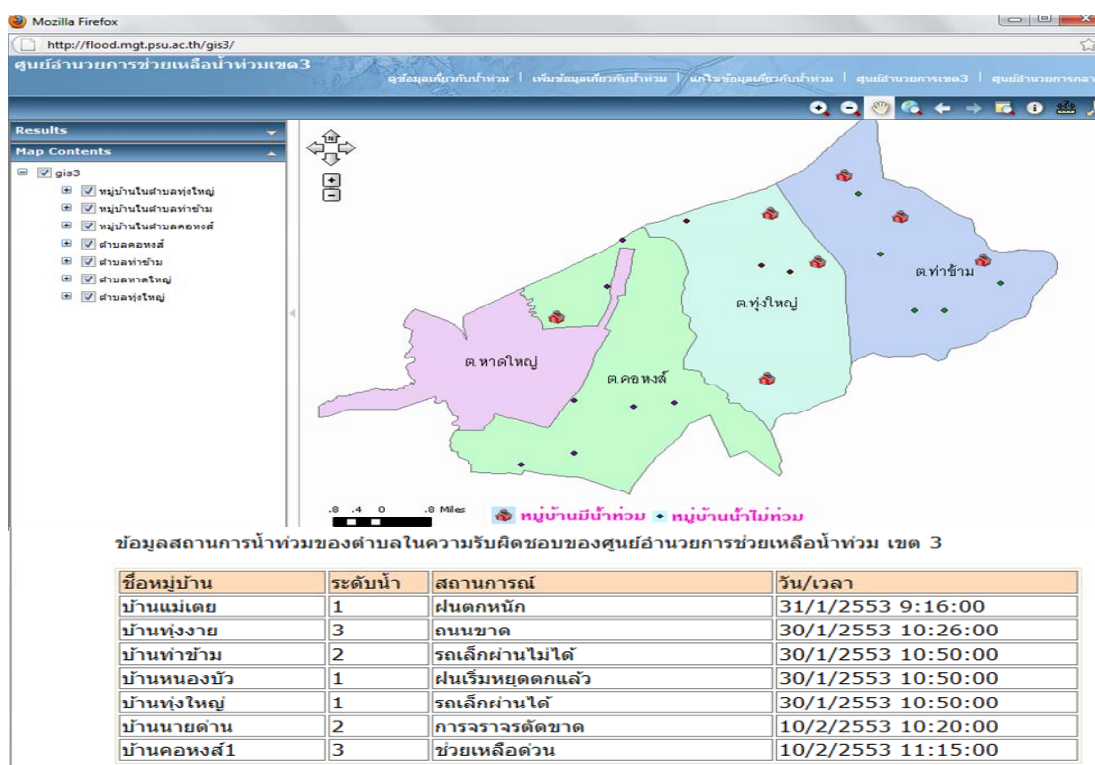 Mozilla Firefox
http://flood.mgt.psu.ac.th/gis3/
ศูนย์อำนวยการช่วยเหลือน้ำท่วมเขต3
ดูข้อมูลเกี่ยวกับน้ำท่วม | เพิ่มข้อมูลเกี่ยวกับน้ำท่วม | แก้ไขข้อมูลเกี่ยวกับน้ำท่วม | ศูนย์อำนวยการเขต3 | ศูนย์อำนวยการกลา
Results
Map Contents
gis3
หมู่บ้านในตำบลทุ่งใหญ่
หมู่บ้านในตำบลท่าข้าม
หมู่บ้านในตำบลคอหงส์
ตำบลคอหงส์
ตำบลท่าข้าม
ตำบลหาดใหญ่
ตำบลทุ่งใหญ่
N
ต.ท่าข้าม
ต.ทุ่งใหญ่
ต.หาดใหญ่
ต.คอหงส์
.8 .4 0 .8 Miles
หมู่บ้านมีน้ำท่วม หมู่บ้านน้ำไม่ท่วม
ข้อมูลสถานการน้ำท่วมของตำบลในความรับผิดชอบของศูนย์อำนวยการช่วยเหลือน้ำท่วม เขต 3
ชื่อหมู่บ้าน ระดับน้ำ สถานการณ์ วัน/เวลา
บ้านแม่เตย 1 ฝนตกหนัก 31/1/2553 9:16:00
บ้านทุ่งงาย 3 ถนนขาด 30/1/2553 10:26:00
บ้านท่าข้าม 2 รถเล็กผ่านไม่ได้ 30/1/2553 10:50:00
บ้านหนองบัว 1 ฝนเริ่มหยุดตกแล้ว 30/1/2553 10:50:00
บ้านทุ่งใหญ่ 1 รถเล็กผ่านได้ 30/1/2553 10:50:00
บ้านนายด่าน 2 การจราจรตัดขาด 10/2/2553 10:20:00
บ้านคอหงส์1 3 ช่วยเหลือด่วน 10/2/2553 11:15:00